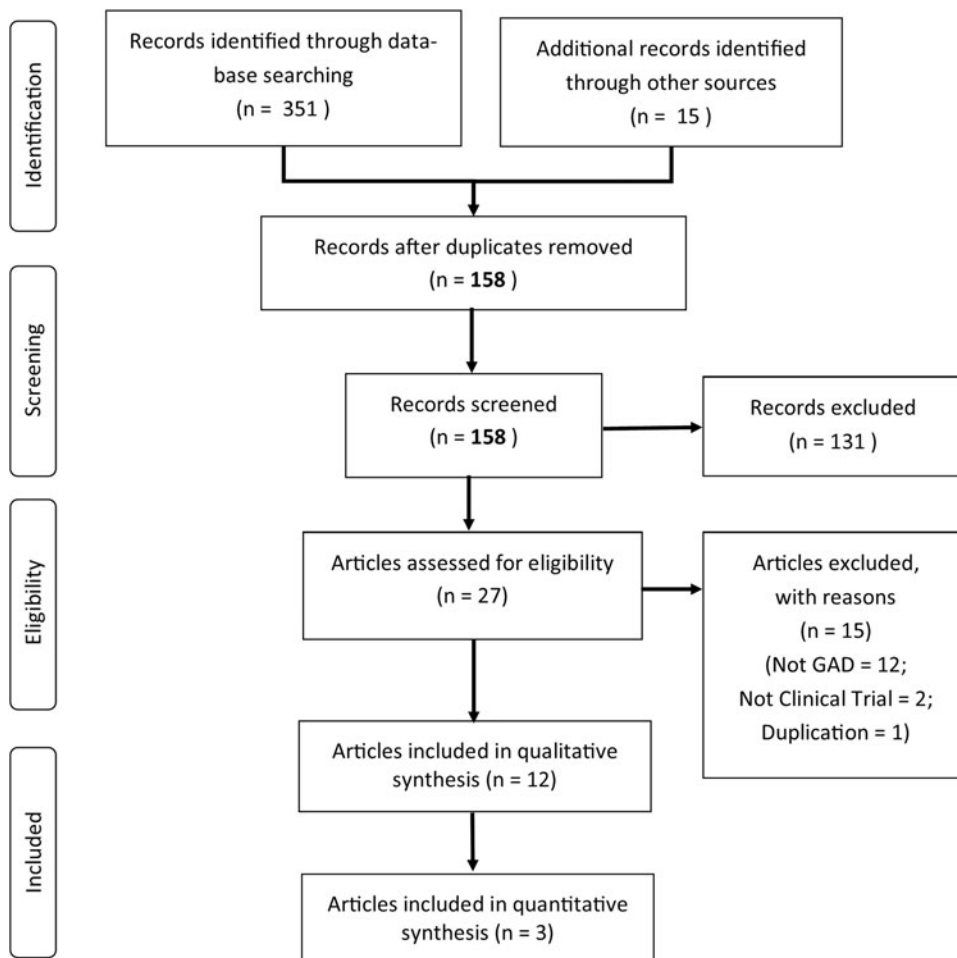 Identification
Records identified through data-
base searching
(n = 351 )
Additional records identified
through other sources
(n = 15 )
Records after duplicates removed
(n = 158 )
Screening
Records screened
(n = 158 )
Records excluded
(n = 131 )
Eligibility
Articles assessed for eligibility
(n = 27)
Articles excluded,
with reasons
(n = 15)
(Not GAD = 12;
Not Clinical Trial = 2;
Duplication = 1)
Included
Articles included in qualitative
synthesis (n = 12)
Articles included in quantitative
synthesis (n = 3)